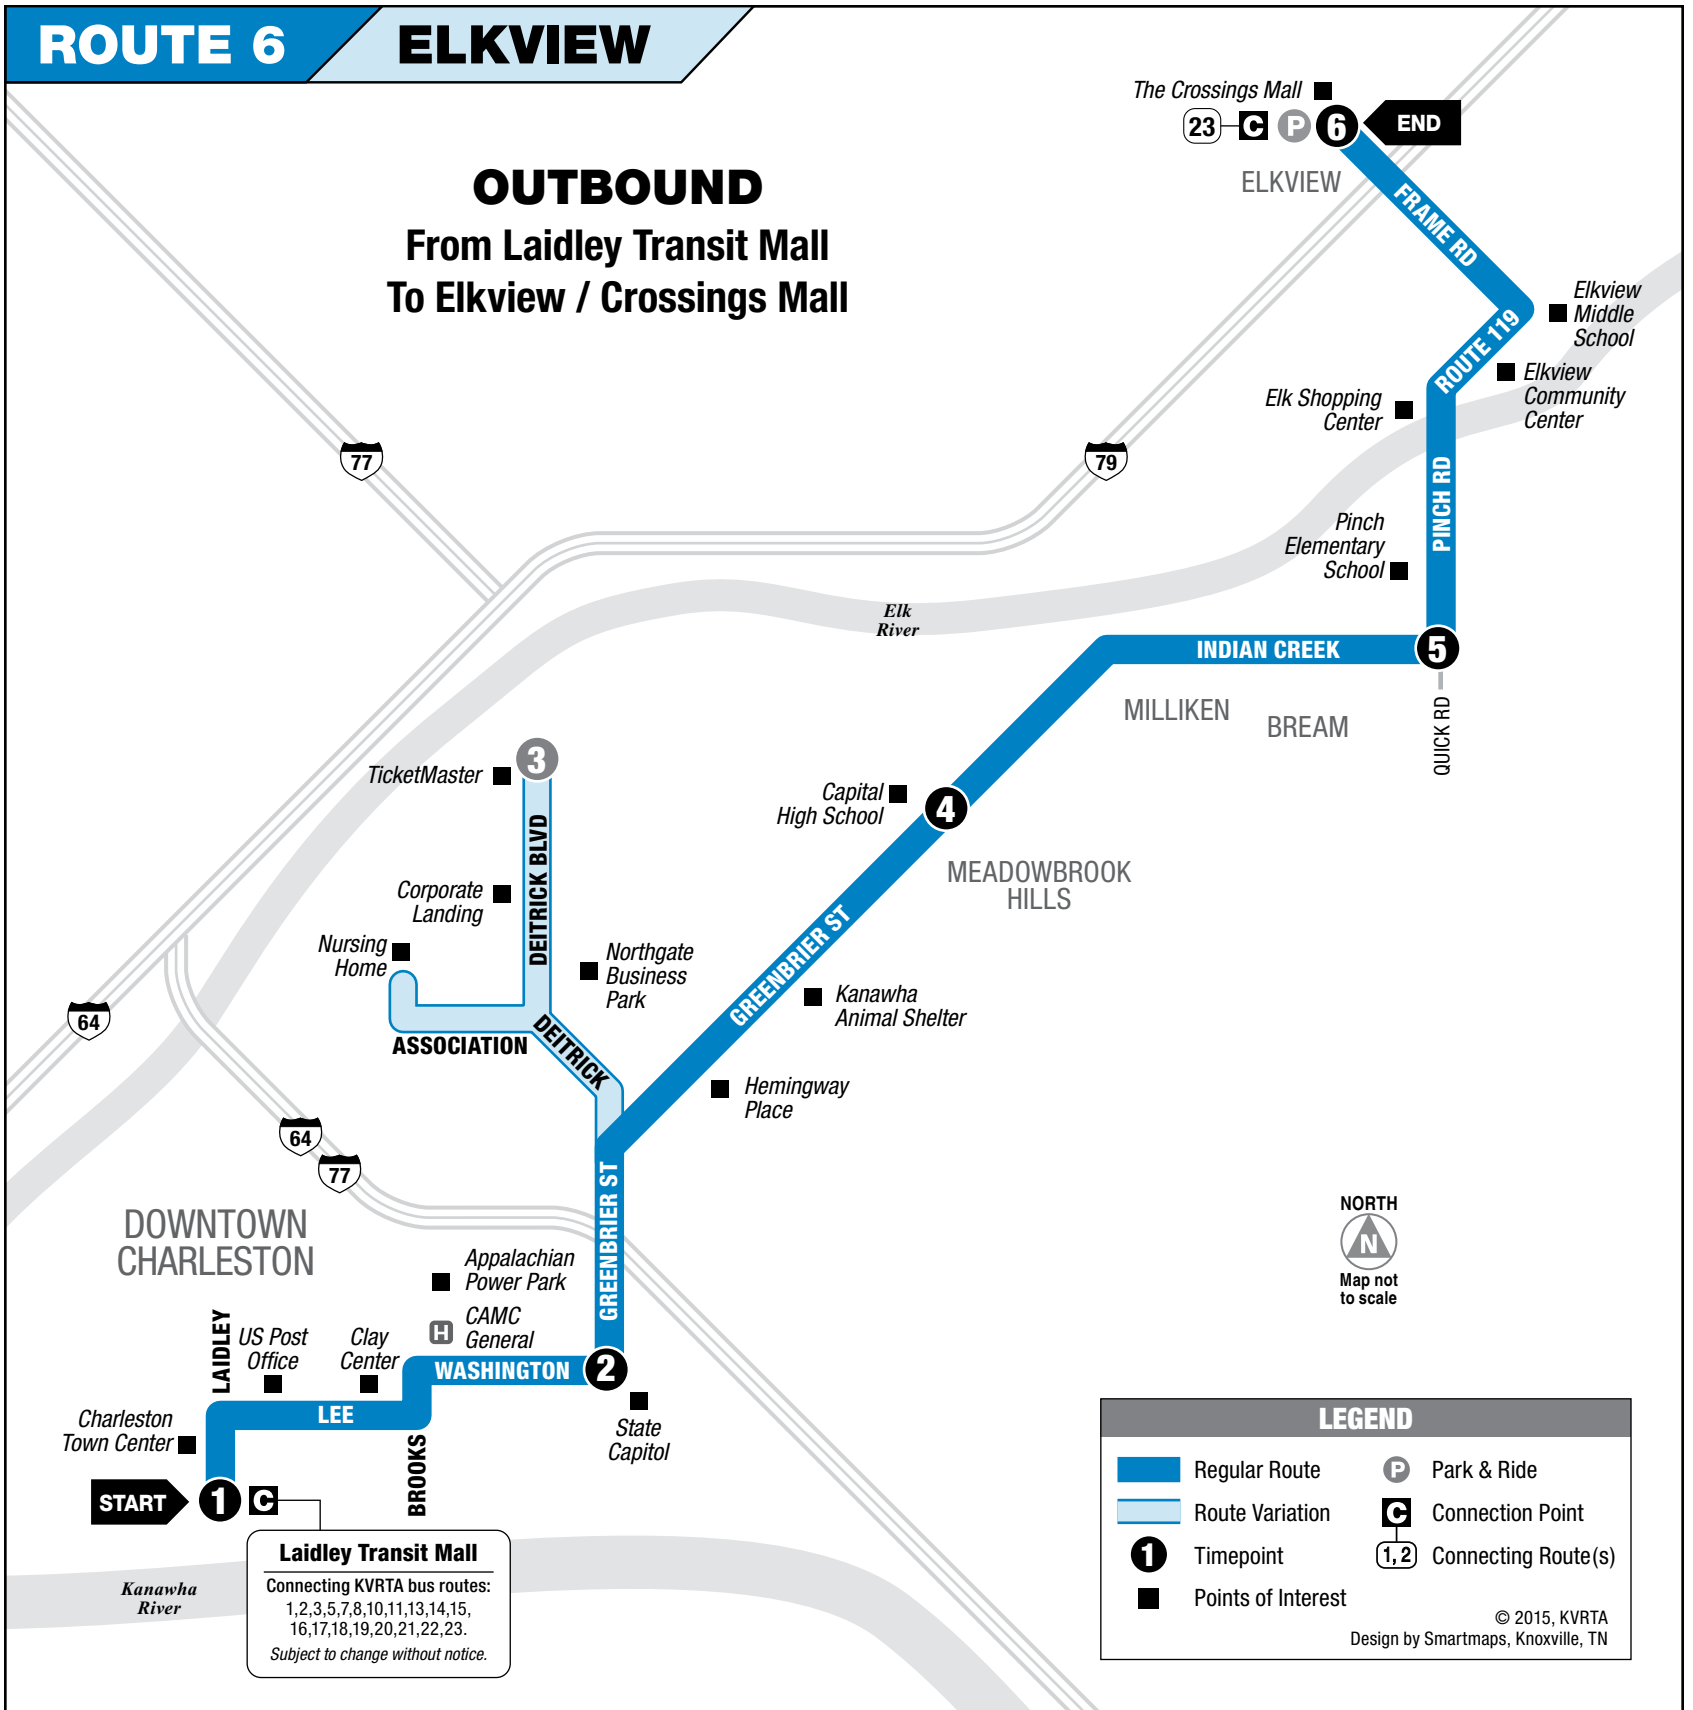 ROUTE 6
ELKVIEW
OUTBOUND
From Laidley Transit Mall
To Elkview / Crossings Mall
The Crossings Mall
23
C
P
6
END
ELKVIEW
FRAME RD
Elkview
Middle
School
ROUTE 119
Elkview
Community
Center
Elk Shopping
Center
77
79
PINCH RD
Pinch
Elementary
School
Elk
River
INDIAN CREEK
5
MILLIKEN
BREAM
QUICK RD
3
TicketMaster
Capital
High School
4
DEITRICK BLVD
MEADOWBROOK
HILLS
Corporate
Landing
GREENBRIER ST
Nursing
Home
Northgate
Business
Park
Kanawha
Animal Shelter
64
ASSOCIATION
DEITRICK
Hemingway
Place
64
77
GREENBRIER ST
DOWNTOWN
CHARLESTON
NORTH
N
Map not
to scale
Appalachian
Power Park
H
CAMC
General
LAIDLEY
US Post
Office
Clay
Center
WASHINGTON
2
LEE
State
Capitol
Charleston
Town Center
BROOKS
START
1
C
Laidley Transit Mall
Connecting KVRTA bus routes:
1,2,3,5,7,8,10,11,13,14,15,
16,17,18,19,20,21,22,23.
Subject to change without notice.
Kanawha
River
LEGEND
Regular Route
P
Park & Ride
Route Variation
C
Connection Point
1
Timepoint
1, 2
Connecting Route(s)
Points of Interest
© 2015, KVRTA
Design by Smartmaps, Knoxville, TN